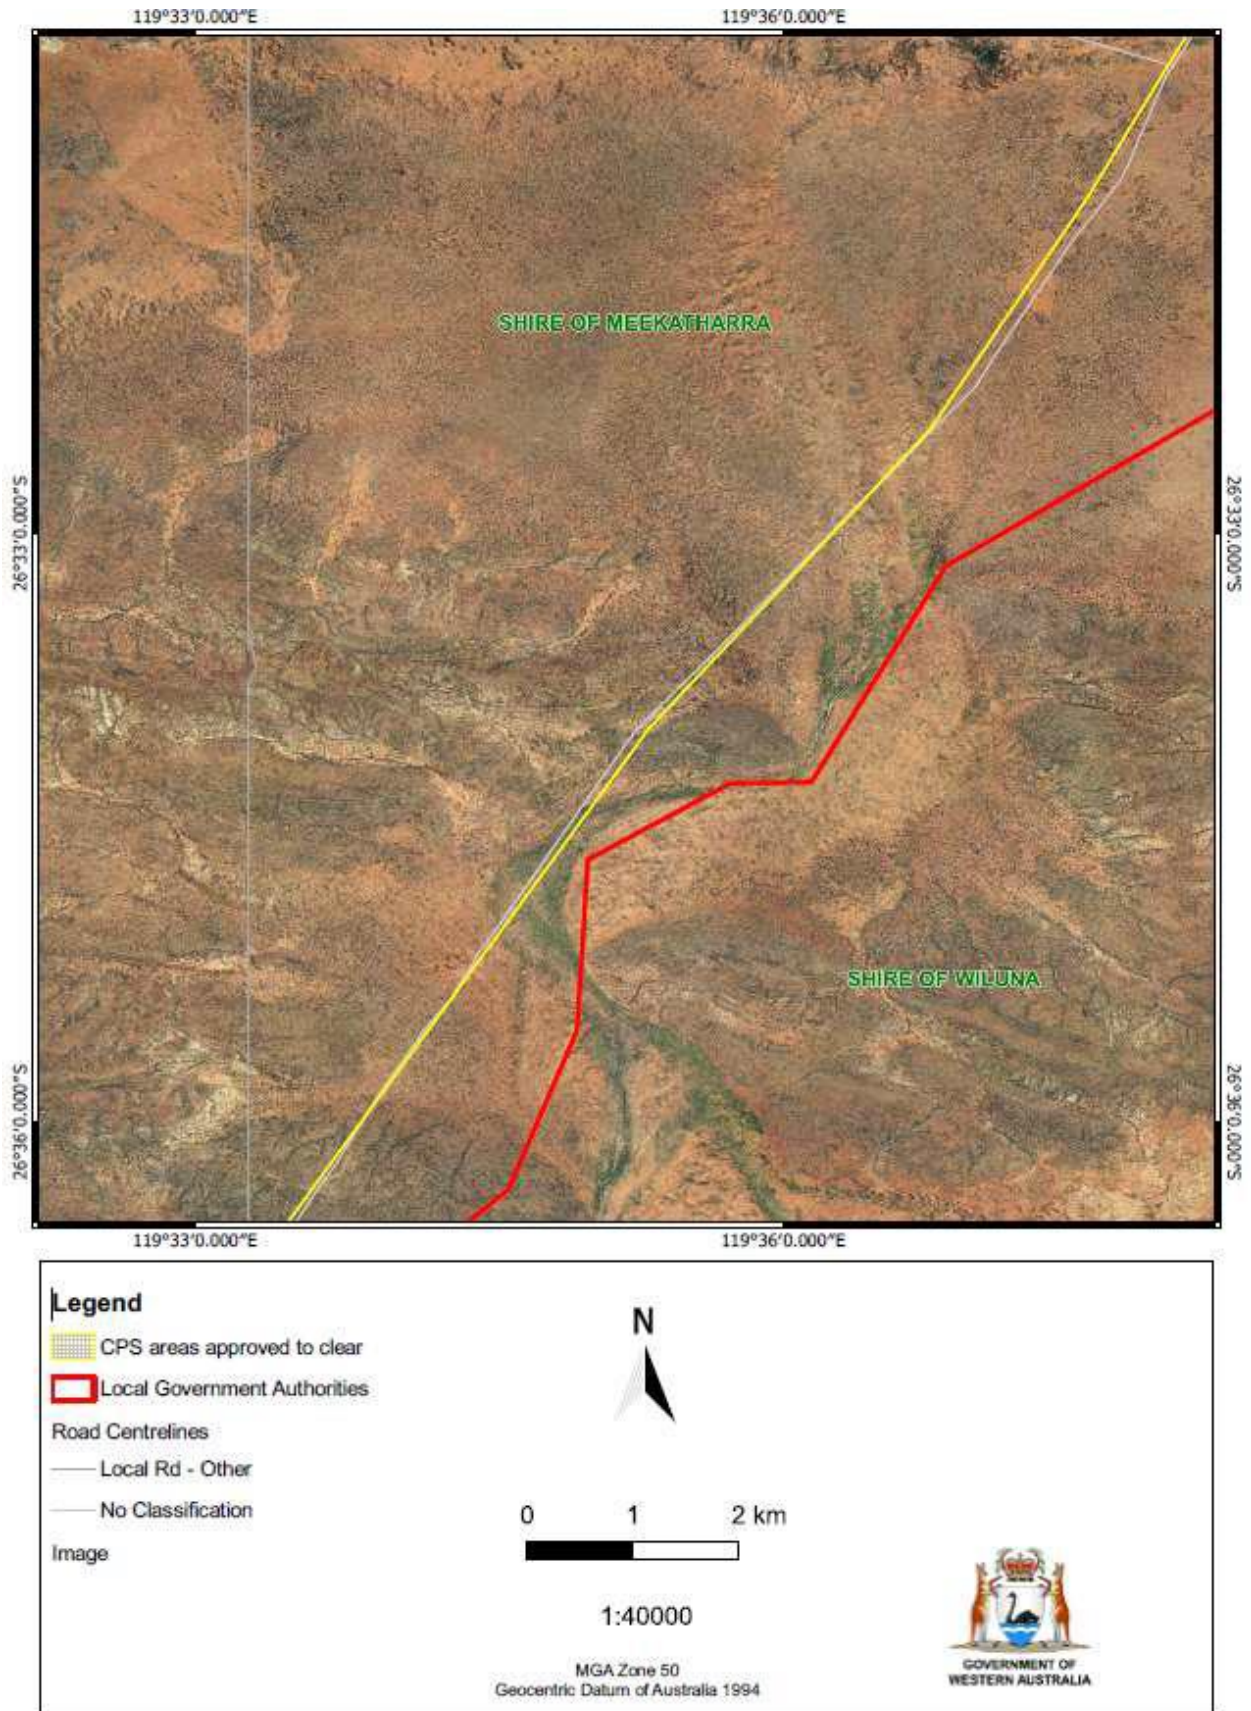 119°33'0.000"E
119°36'0.000"E
SHIRE OF MEEKATHARRA
26°33'0.000"S
26°33'0.000"S
SHIRE OF WILUNA
26°36'0.000"S
26°36'0.000"S
119°33'0.000"E
119°36'0.000"E
Legend
CPS areas approved to clear
Local Government Authorities
Road Centrelines
Local Rd - Other
No Classification
Image
N
0 1 2 km
1:40000
MGA Zone 50
Geocentric Datum of Australia 1994
GOVERNMENT OF
WESTERN AUSTRALIA